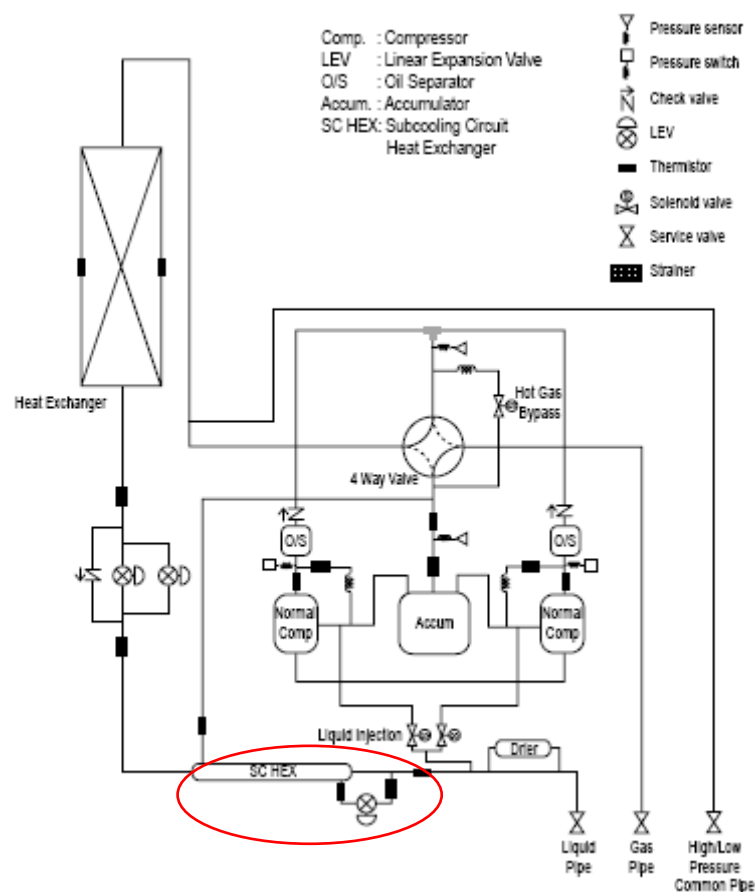 Comp. : Compressor
LEV : Linear Expansion Valve
O/S : Oil Separator
Accum. : Accumulator
SC HEX: Subcooling Circuit
Heat Exchanger
Pressure sensor
Pressure switch
Check valve
LEV
Thermistor
Solenoid valve
Service valve
Strainer
Heat Exchanger
Hot Gas
Bypass
4 Way Valve
O/S
O/S
Normal
Comp
Accum
Normal
Comp
Liquid Injection
Drier
SC HEX
Liquid
Pipe
Gas
Pipe
High/Low
Pressure
Common Pipe